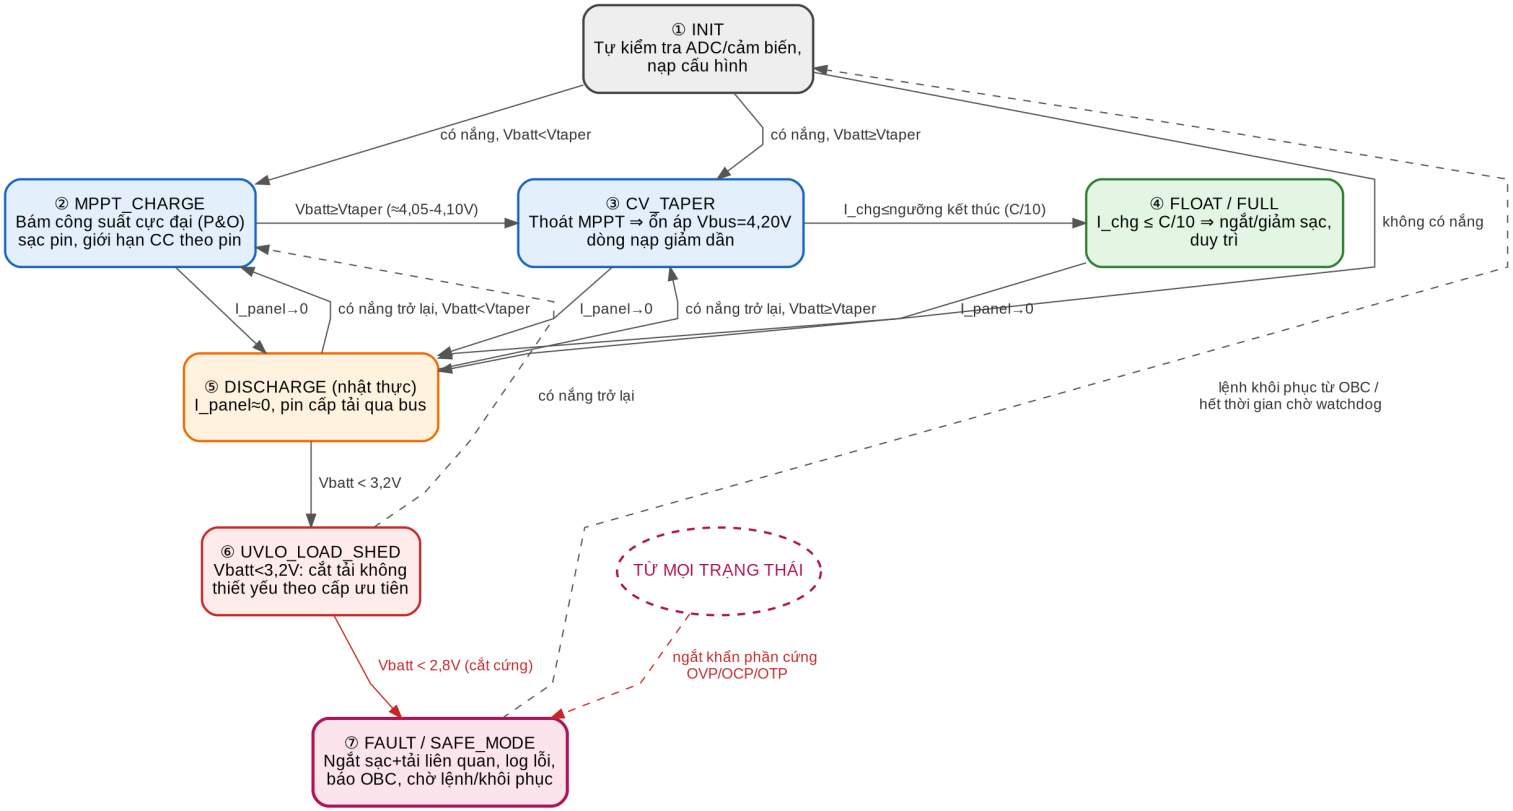 ① INIT
Tự kiểm tra ADC/cảm biến,
nạp cấu hình
có nắng, Vbatt<Vtaper
có nắng, Vbatt≥Vtaper
② MPPT_CHARGE
Bám công suất cực đại (P&O)
sạc pin, giới hạn CC theo pin
Vbatt≥Vtaper (≈4,05-4,10V)
③ CV_TAPER
Thoát MPPT ⇒ ổn áp Vbus=4,20V
dòng nạp giảm dần
I_chg≤ngưỡng kết thúc (C/10)
④ FLOAT / FULL
I_chg ≤ C/10 ⇒ ngắt/giảm sạc,
duy trì
không có nắng
I_panel→0
có nắng trở lại, Vbatt<Vtaper
I_panel→0
có nắng trở lại, Vbatt≥Vtaper
I_panel→0
⑤ DISCHARGE (nhật thực)
I_panel≈0, pin cấp tải qua bus
có nắng trở lại
lệnh khôi phục từ OBC /
hết thời gian chờ watchdog
Vbatt < 3,2V
⑥ UVLO_LOAD_SHED
Vbatt<3,2V: cắt tải không
thiết yếu theo cấp ưu tiên
TỪ MỌI TRẠNG THÁI
Vbatt < 2,8V (cắt cứng)
ngắt khẩn phần cứng
OVP/OCP/OTP
⑦ FAULT / SAFE_MODE
Ngắt sạc+tải liên quan, log lỗi,
báo OBC, chờ lệnh/khôi phục